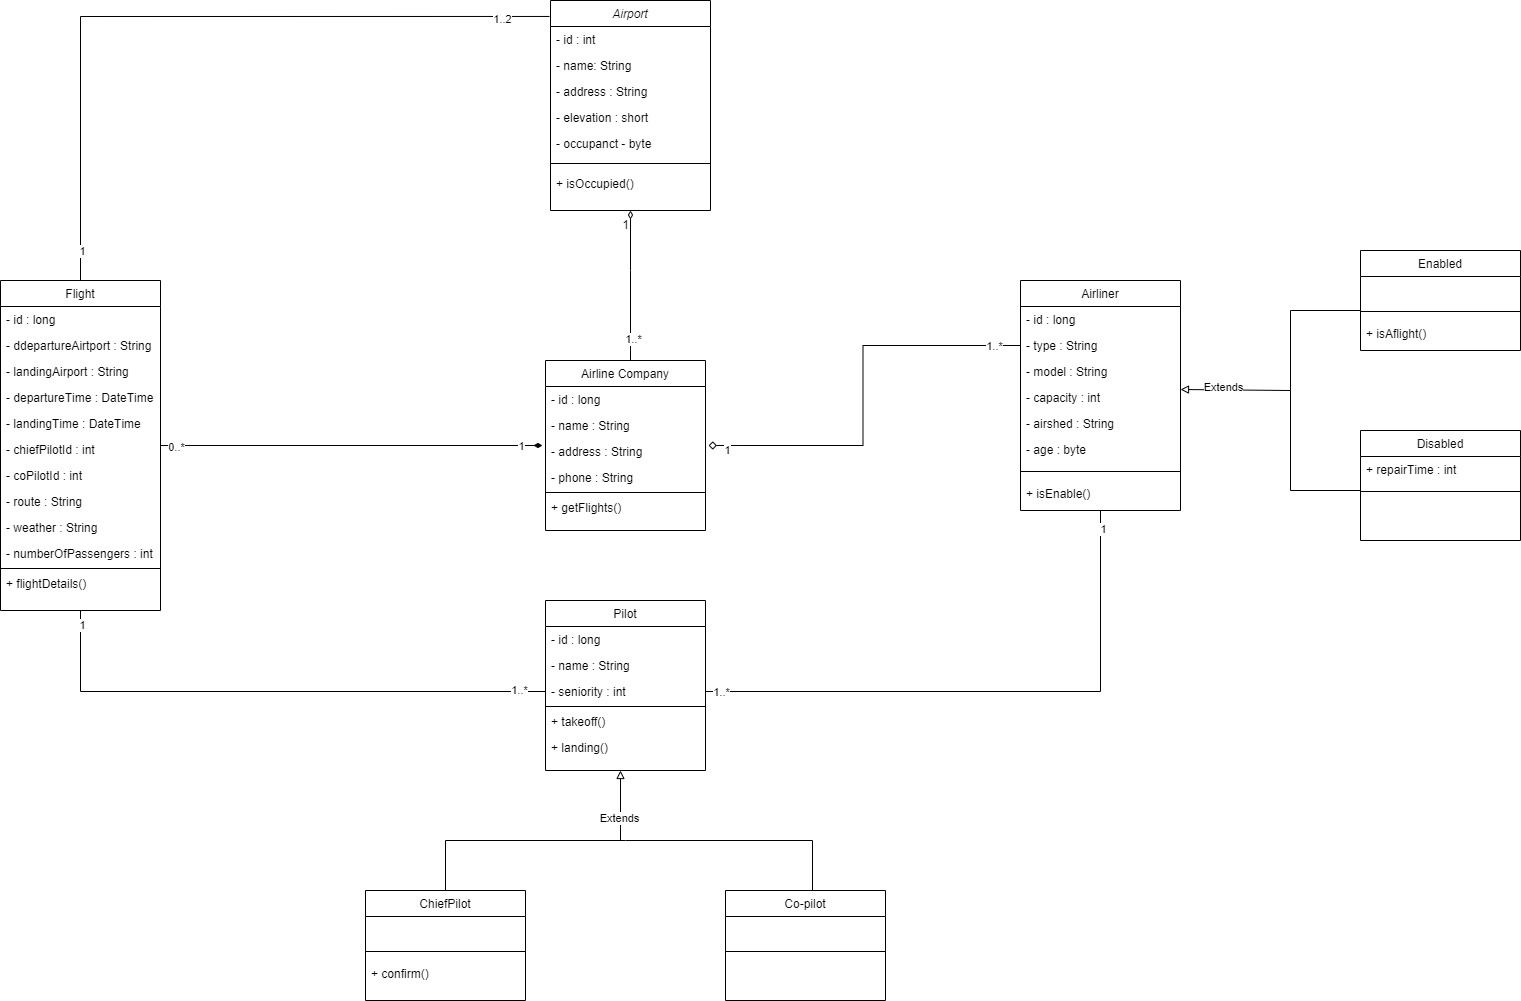 Airport
- id : int
- name: String
- address : String
- elevation : short
- occupanct - byte
+ isOccupied()
1..2
1
1
1..*
Flight
- id : long
- ddepartureAirtport : String
- landingAirport : String
- departureTime : DateTime
- landingTime : DateTime
- chiefPilotId : int
- coPilotId : int
- route : String
- weather : String
- numberOfPassengers : int
+ flightDetails()
0..*
1
Airline Company
- id : long
- name : String
- address : String
- phone : String
+ getFlights()
1
1..*
Airliner
- id : long
- type : String
- model : String
- capacity : int
- airshed : String
- age : byte
+ isEnable()
Extends
Enabled
+ isAflight()
Disabled
+ repairTime : int
1
1
1..*
1..*
Pilot
- id : long
- name : String
- seniority : int
+ takeoff()
+ landing()
Extends
ChiefPilot
+ confirm()
Co-pilot